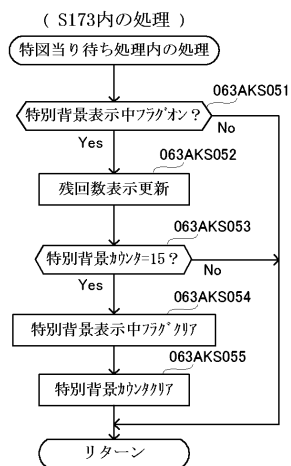 ( S173内の処理 )
特図当り待ち処理内の処理
063AKS051
特別背景表示中ﾌﾗｸﾞｵﾝ？
No
Yes
063AKS052
残回数表示更新
063AKS053
特別背景ｶｳﾝﾀ=15？
No
Yes
063AKS054
特別背景表示中ﾌﾗｸﾞｸﾘｱ
063AKS055
特別背景ｶｳﾝﾀｸﾘｱ
リターン